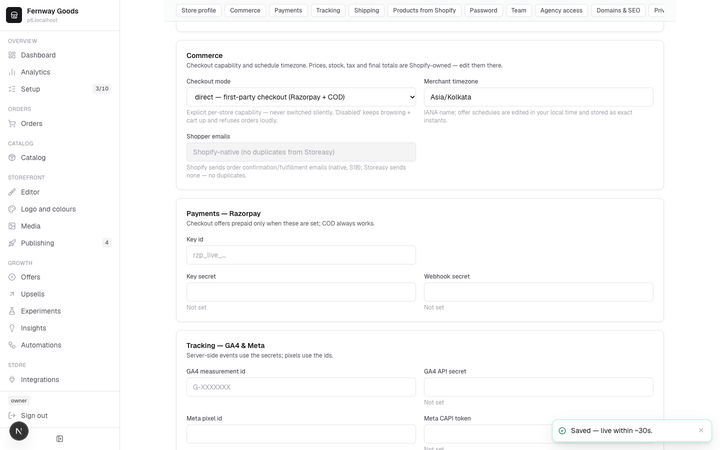 Fernway Goods
p6.localhost
Store profile
Commerce
Payments
Tracking
Shipping
Products from Shopify
Password
Team
Agency access
Domains & SEO
OVERVIEW
Dashboard
Analytics
Setup 3/10
ORDERS
Orders
CATALOG
Catalog
STOREFRONT
Editor
Logo and colours
Media
Publishing 4
GROWTH
Offers
Upsells
Experiments
Insights
Automations
STORE
Integrations
owner
Sign out
N
Commerce
Checkout capability and schedule timezone. Prices, stock, tax and final totals are Shopify-owned — edit them there.
Checkout mode
direct — first-party checkout (Razorpay + COD)
Explicit per-store capability — never switched silently. 'Disabled' keeps browsing +
cart up and refuses orders loudly.
Merchant timezone
Asia/Kolkata
IANA name; offer schedules are edited in your local time and stored as exact
instants.
Shopper emails
Shopify-native (no duplicates from Storeasy)
Shopify sends order confirmation/fulfillment emails (native, S1B); Storeasy sends
none — no duplicates.
Payments — Razorpay
Checkout offers prepaid only when these are set; COD always works.
Key id
rzp_live_…
Key secret
Not set
Webhook secret
Not set
Tracking — GA4 & Meta
Server-side events use the secrets; pixels use the ids.
GA4 measurement id
G-XXXXXXX
GA4 API secret
Not set
Meta pixel id
Meta CAPI token
Saved — live within ~30s.